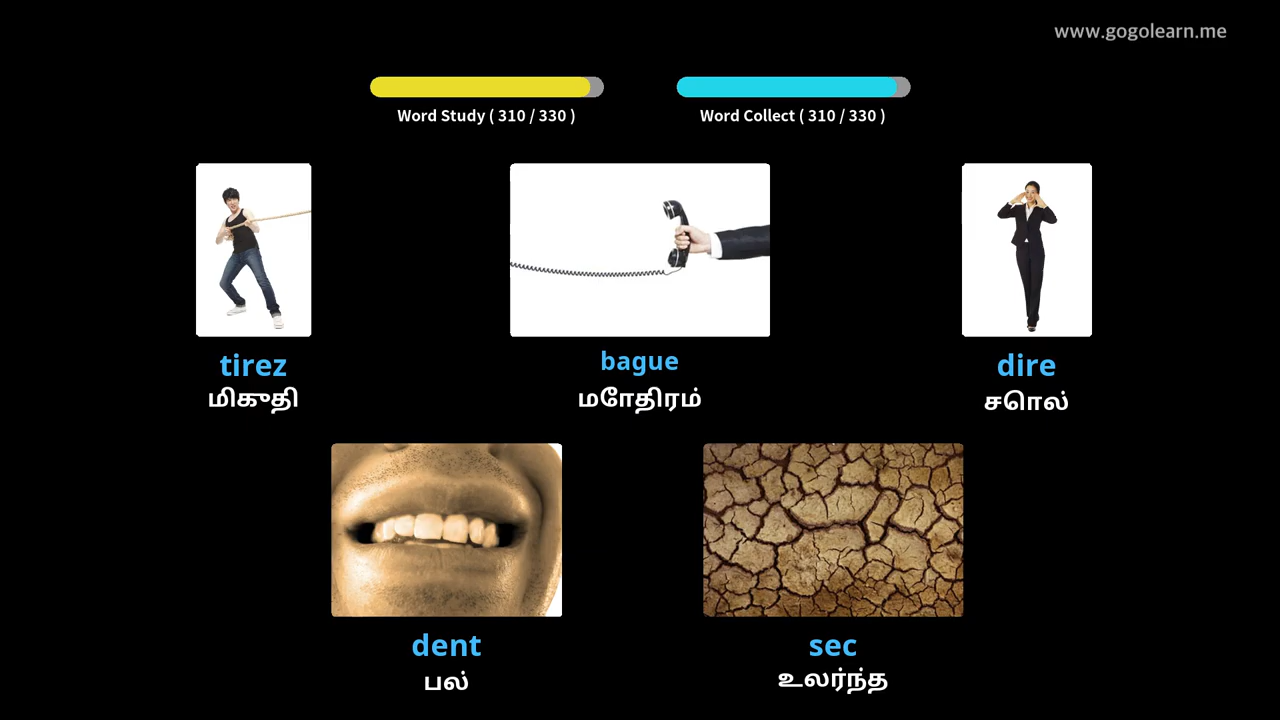 www.gogolearn.me
Word Study ( 310 / 330 )
Word Collect ( 310 / 330 )
tirez
மிகுதி
bague
மோதிரம்
dire
சொல்
dent
பல்
sec
உலர்ந்த